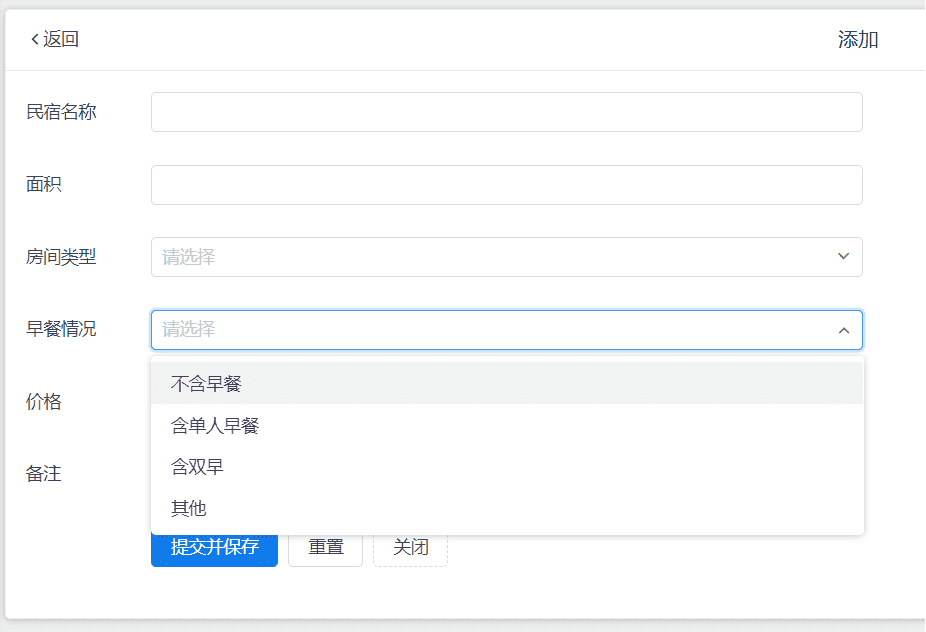 返回
添加
民宿名称
面积
房间类型
请选择
早餐情况
请选择
不含早餐
价格
含单人早餐
含双早
备注
其他
提交并保存
重置
关闭